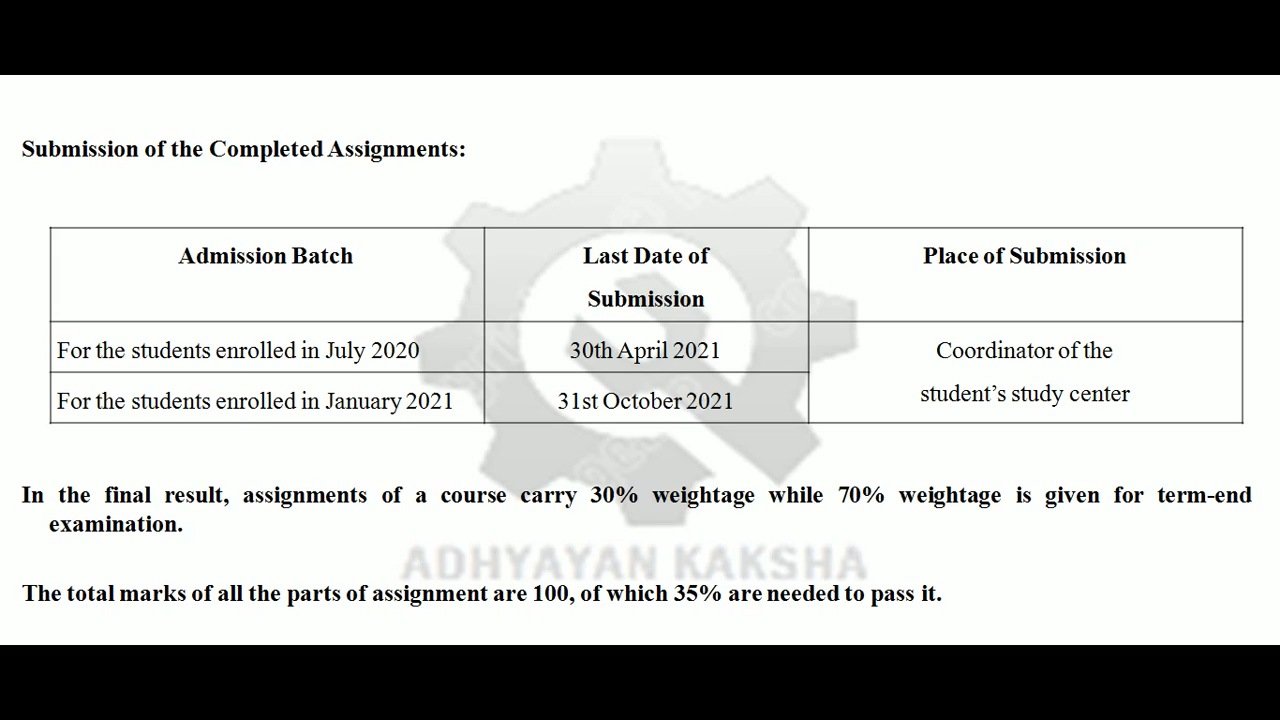 Submission of the Completed Assignments:
Admission Batch
Last Date of
Submission
Place of Submission
For the students enrolled in July 2020
30th April 2021
Coordinator of the
student’s study center
For the students enrolled in January 2021
31st October 2021
In the final result, assignments of a course carry 30% weightage while 70% weightage is given for term-end
examination.
ADHYAYAN KAKSHA
The total marks of all the parts of assignment are 100, of which 35% are needed to pass it.